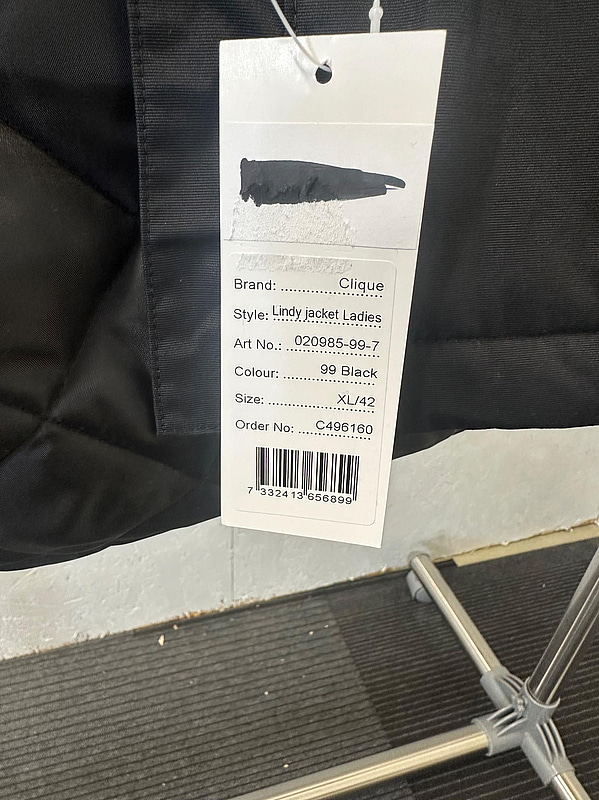 Brand: .................. Clique
Style: Lindy jacket Ladies
Art No.: .. 020985-99-7
Colour: ............. 99 Black
Size: .................. XL/42
Order No: .... C496160
7 332413 656899